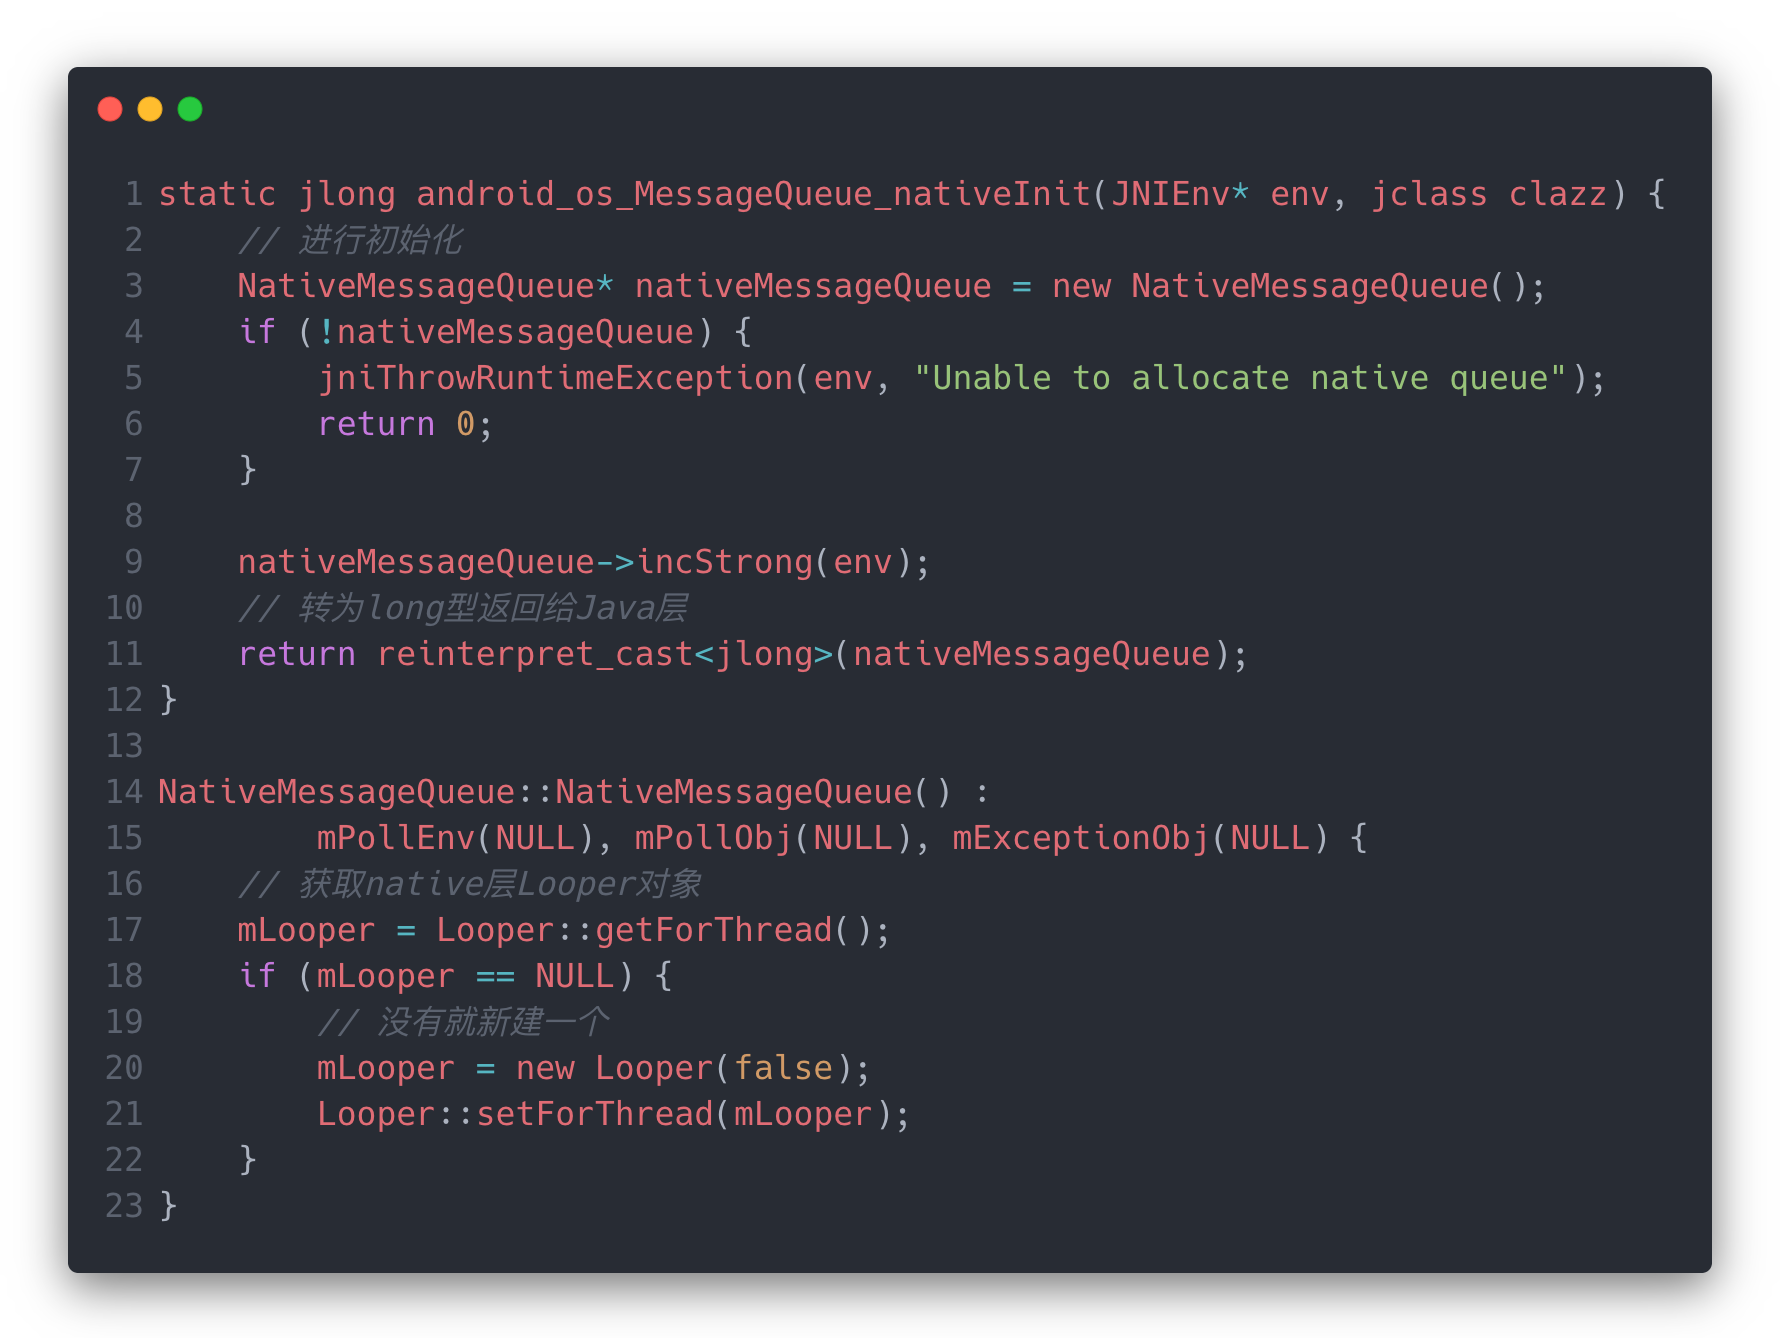 1 static jlong android_os_MessageQueue_nativeInit(JNIEnv* env, jclass clazz) {
2     // 进行初始化
3     NativeMessageQueue* nativeMessageQueue = new NativeMessageQueue();
4     if (!nativeMessageQueue) {
5         jniThrowRuntimeException(env, "Unable to allocate native queue");
6         return 0;
7     }
8
9     nativeMessageQueue->incStrong(env);
10     // 转为long型返回给Java层
11     return reinterpret_cast<jlong>(nativeMessageQueue);
12 }
13
14 NativeMessageQueue::NativeMessageQueue() :
15         mPollEnv(NULL), mPollObj(NULL), mExceptionObj(NULL) {
16     // 获取native层Looper对象
17     mLooper = Looper::getForThread();
18     if (mLooper == NULL) {
19         // 没有就新建一个
20         mLooper = new Looper(false);
21         Looper::setForThread(mLooper);
22     }
23 }